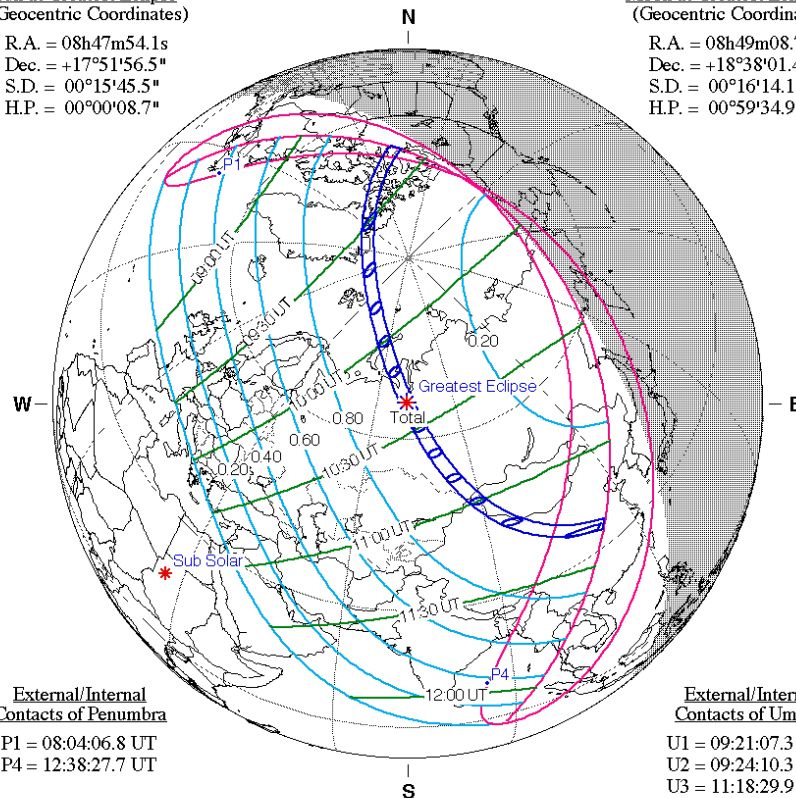 (Geocentric Coordinates)
R.A. = 08h47m54.1s
Dec. = +17°51'56.5"
S.D. = 00°15'45.5"
H.P. = 00°00'08.7"
(Geocentric Coordina
R.A. = 08h49m08.
Dec. = +18°38'01.4
S.D. = 00°16'14.1
H.P. = 00°59'34.9
N
P1
09:00 UT
09:30 UT
0.20
10:00 UT
Greatest Eclipse
W
E
Total
0.80
0.60
0.40
0.20
10:30 UT
11:00 UT
Sub Solar
11:30 UT
P4
12:00 UT
S
External/Internal
Contacts of Penumbra
P1 = 08:04:06.8 UT
P4 = 12:38:27.7 UT
External/Intern
Contacts of Um
U1 = 09:21:07.3
U2 = 09:24:10.3
U3 = 11:18:29.9